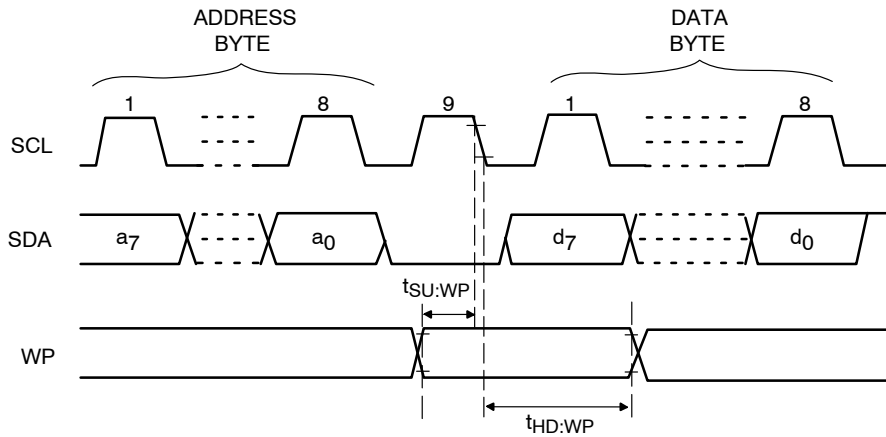 ADDRESS
BYTE
DATA
BYTE
1
8
9
1
8
SCL
SDA
a7
a0
d7
d0
tSU:WP
WP
tHD:WP